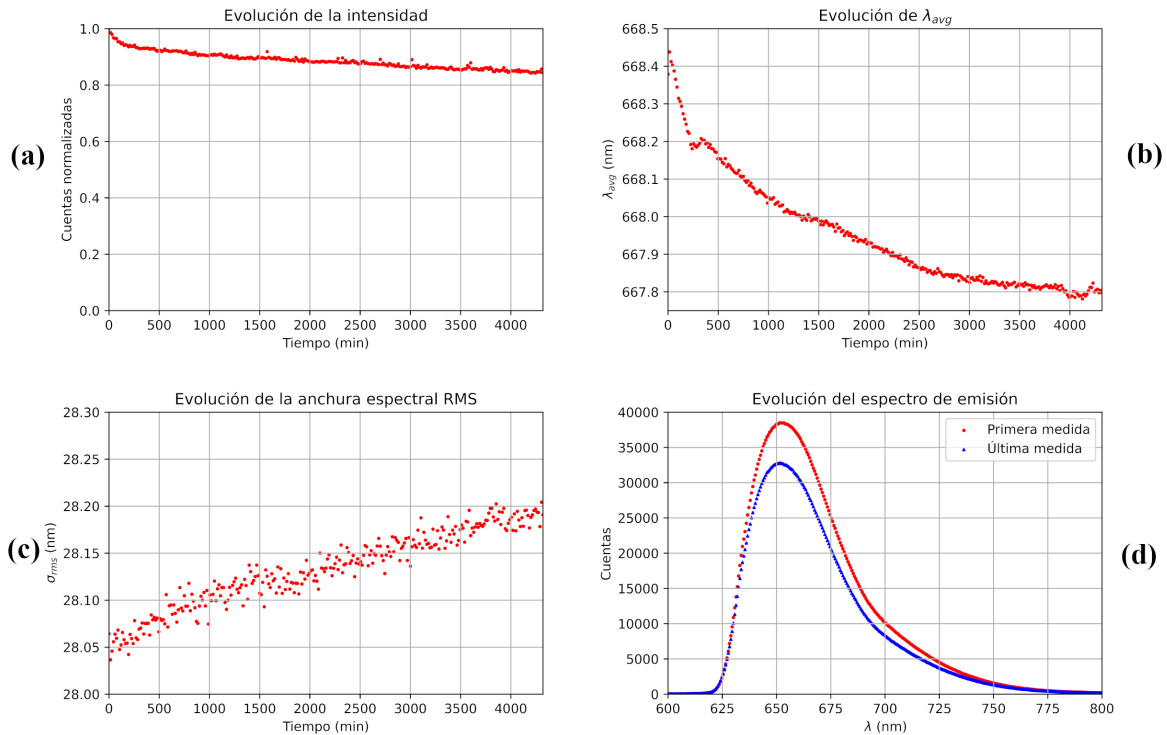 Evolución de la intensidad
1.0
0.8
0.6
0.4
0.2
0.0
Cuentas normalizadas
0 500 1000 1500 2000 2500 3000 3500 4000
Tiempo (min)
(a)
Evolución de λavg
668.5
668.4
668.3
668.2
668.1
668.0
667.9
667.8
λavg (nm)
0 500 1000 1500 2000 2500 3000 3500 4000
Tiempo (min)
(b)
Evolución de la anchura espectral RMS
28.30
28.25
28.20
28.15
28.10
28.05
28.00
σrms (nm)
0 500 1000 1500 2000 2500 3000 3500 4000
Tiempo (min)
(c)
Evolución del espectro de emisión
40000
35000
30000
25000
20000
15000
10000
5000
0
Cuentas
Primera medida
Última medida
600 625 650 675 700 725 750 775 800
λ (nm)
(d)